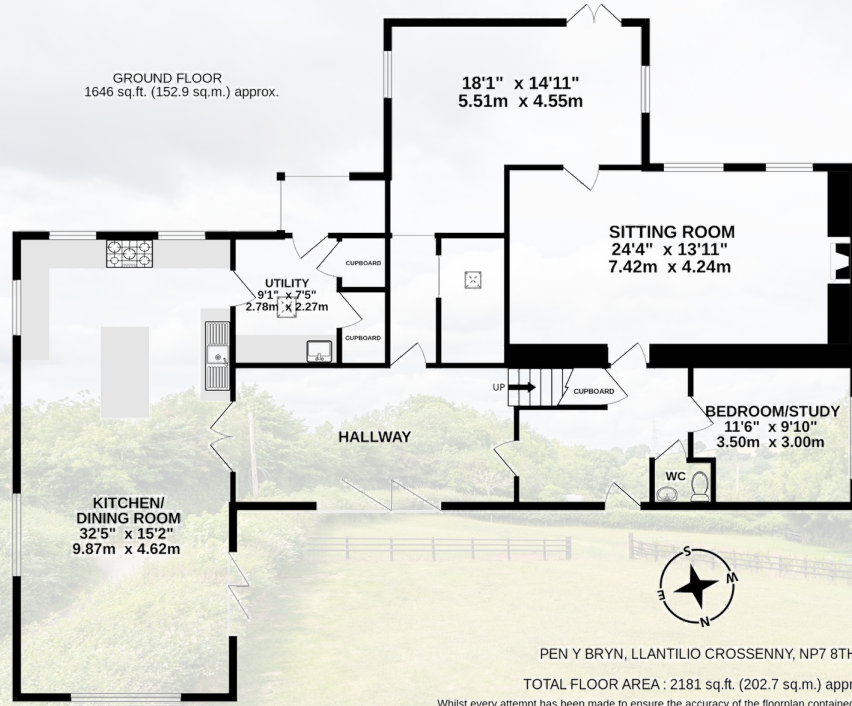 GROUND FLOOR
1646 sq.ft. (152.9 sq.m.) approx.
18'1" x 14'11"
5.51m x 4.55m
SITTING ROOM
24'4" x 13'11"
7.42m x 4.24m
UTILITY
9'1" x 7'5"
2.78m x 2.27m
CUPBOARD
CUPBOARD
UP
CUPBOARD
HALLWAY
BEDROOM/STUDY
11'6" x 9'10"
3.50m x 3.00m
WC
KITCHEN/
DINING ROOM
32'5" x 15'2"
9.87m x 4.62m
S
W
E
N
PEN Y BRYN, LLANTILIO CROSSENNY, NP7 8TH
TOTAL FLOOR AREA : 2181 sq.ft. (202.7 sq.m.) appr
Whilst every attempt has been made to ensure the accuracy of the floorplan contained